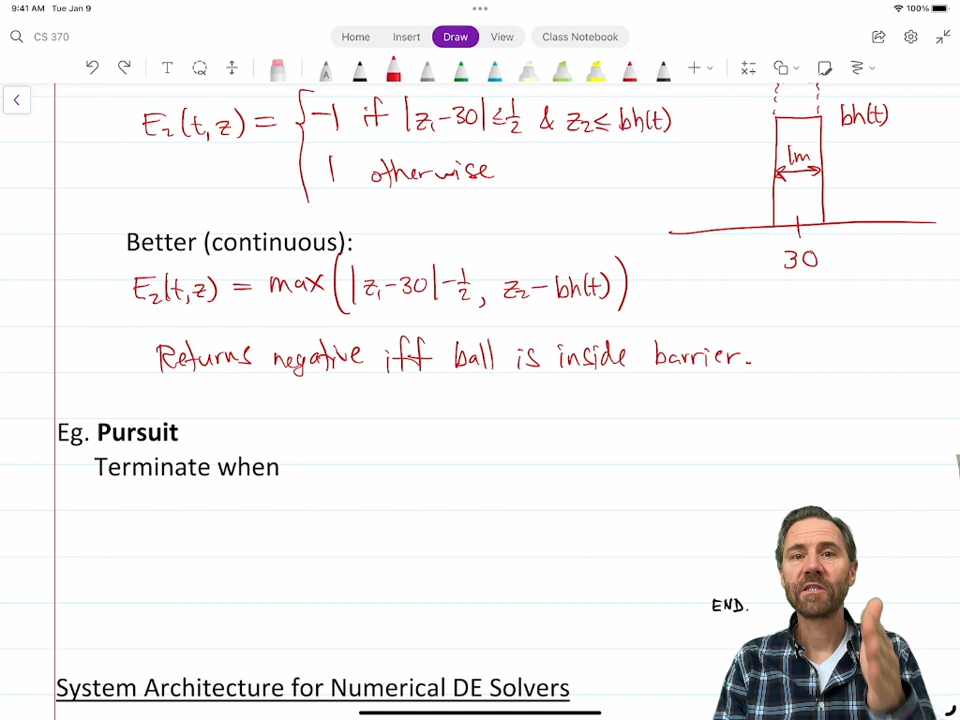 9:41 AM Tue Jan 9
100%
CS 370
Home Insert Draw View Class Notebook
E₂(t,z) = { -1 if |z₁-30| ≤ ½ & z₂ ≤ bh(t)
1 otherwise
bh(t)
1m
30
Better (continuous):
E₂(t,z) = max(|z₁-30|-½, z₂-bh(t))
Returns negative iff ball is inside barrier.
Eg. Pursuit
Terminate when
END.
System Architecture for Numerical DE Solvers